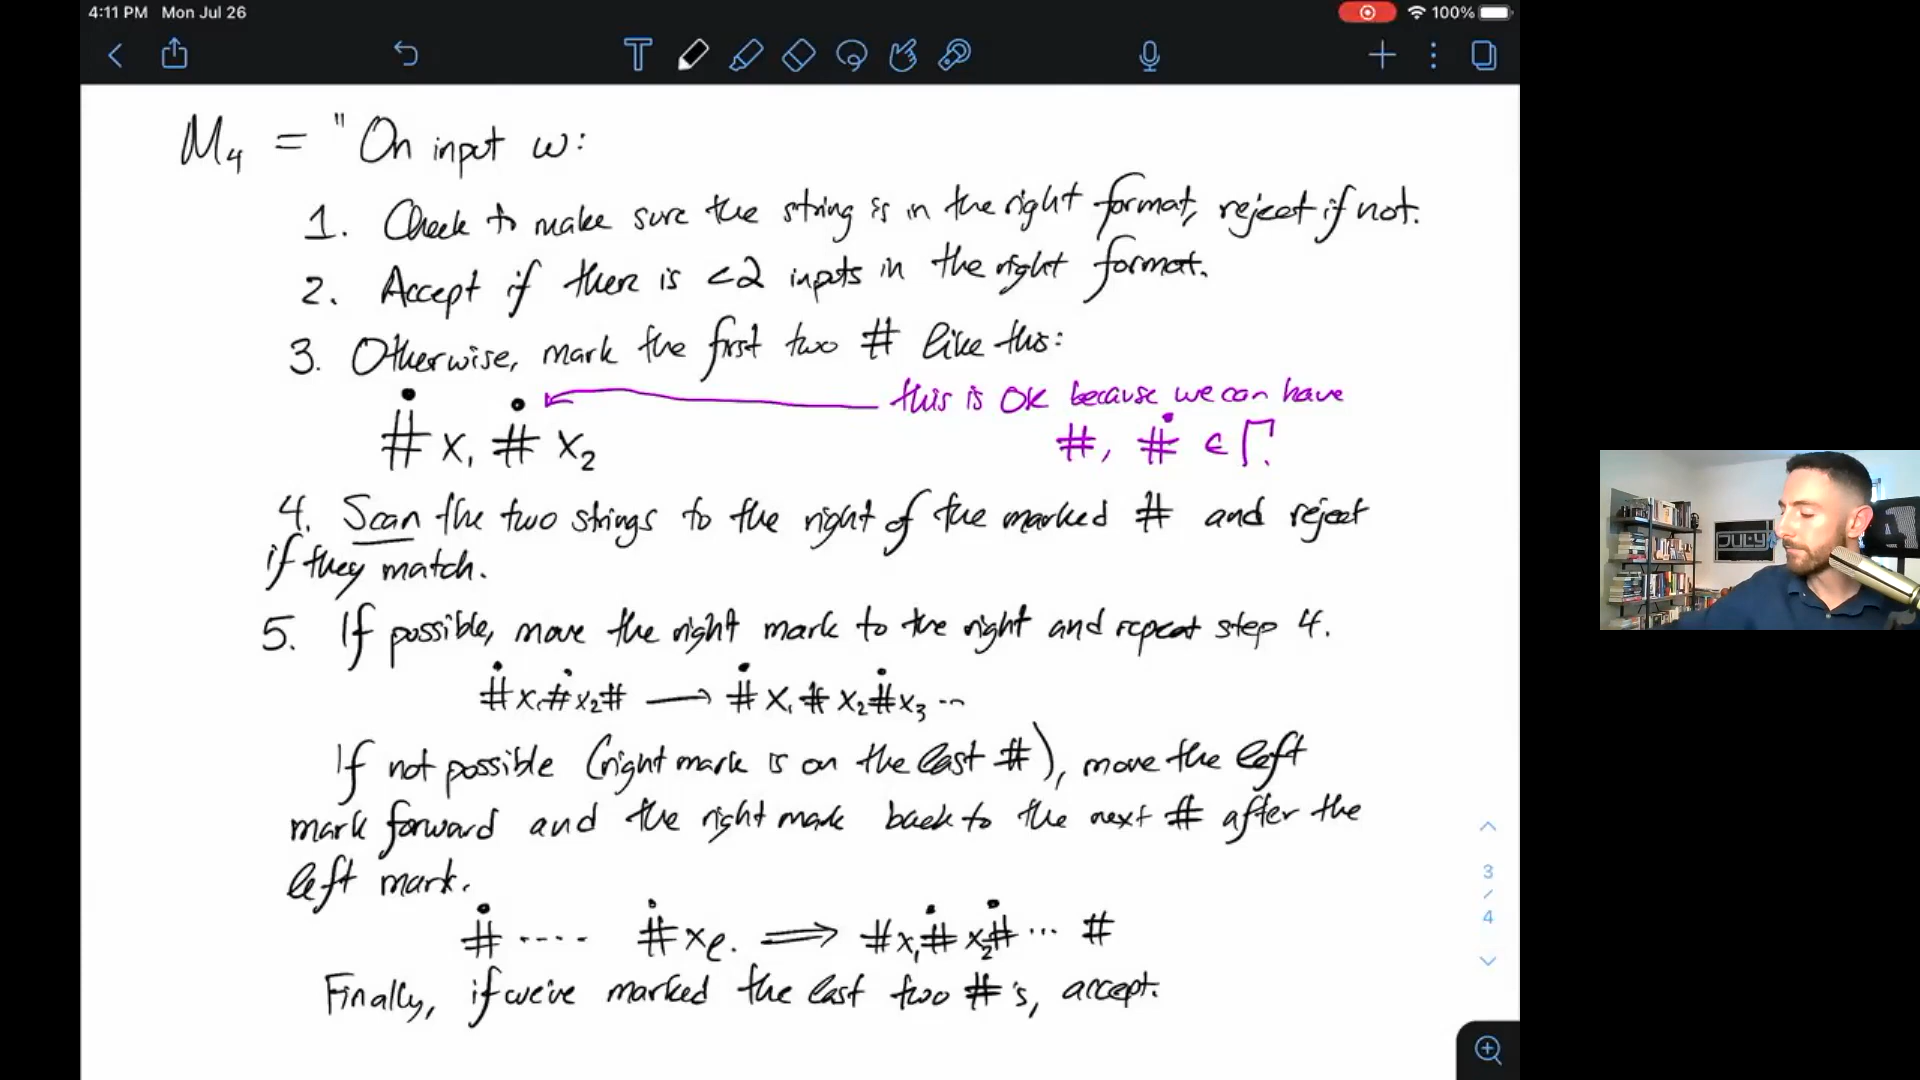 4:11 PM Mon Jul 26
100%
M₄ = "On input w:
1. Check to make sure the string is in the right format, reject if not.
2. Accept if there is <2 inputs in the right format.
3. Otherwise, mark the first two # like this:
this is OK because we can have
#̇ x₁ #̇ x₂
#, #̇ ∈ Γ.
4. Scan the two strings to the right of the marked # and reject
if they match.
5. If possible, move the right mark to the right and repeat step 4.
#̇ x₁ #̇ x₂ # → #̇ x₁ # x₂ #̇ x₃ ...
If not possible (right mark is on the last #), move the left
mark forward and the right mark back to the next # after the
left mark.
#̇ .... #̇ xℓ. ⇒ # x₁ #̇ x₂ #̇ ... #
Finally, if we've marked the last two #'s, accept.
3
/
4
JULY